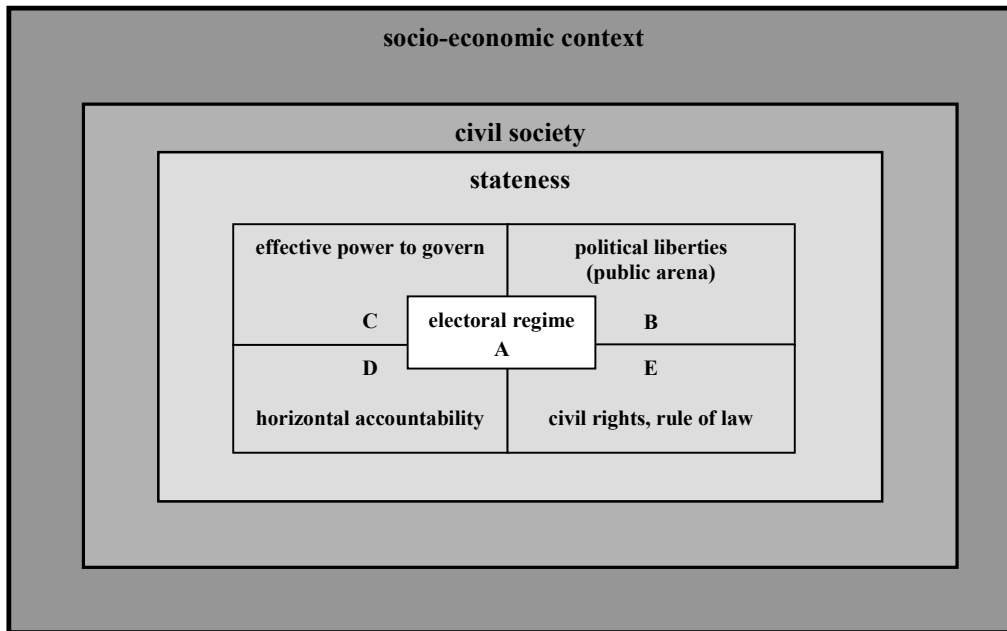 socio-economic context
civil society
stateness
effective power to govern
political liberties
(public arena)
C
electoral regime
B
A
D
E
horizontal accountability
civil rights, rule of law